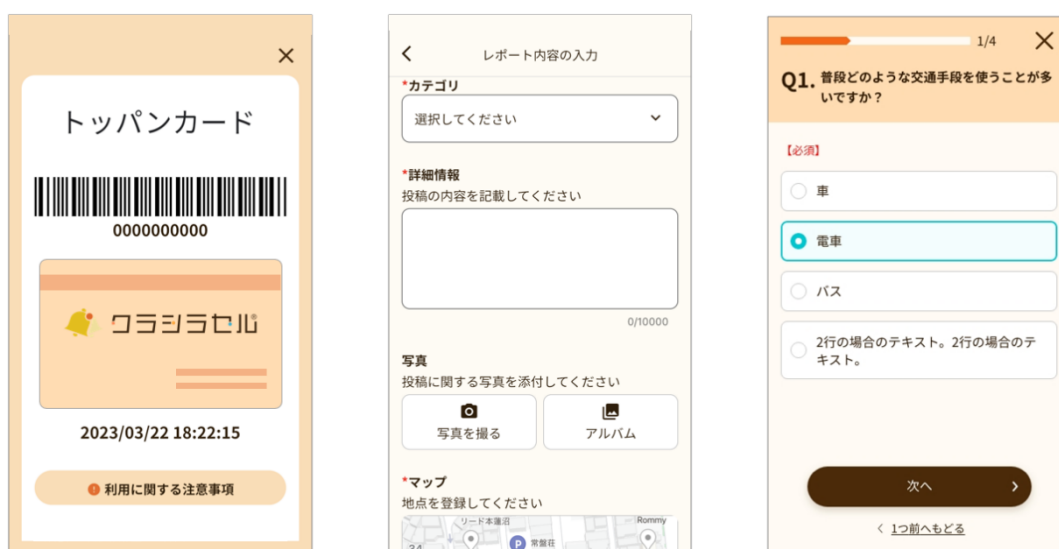 トッパンカード
0000000000
クラシラセル
2023/03/22 18:22:15
利用に関する注意事項
レポート内容の入力
*カテゴリ
選択してください
*詳細情報
投稿の内容を記載してください
0/10000
写真
投稿に関する写真を添付してください
写真を撮る
アルバム
*マップ
地点を登録してください
リード本蓮沼
Rommy
常盤荘
34
1/4
Q1. 普段どのような交通手段を使うことが多
いですか？
【必須】
車
電車
バス
2行の場合のテキスト。2行の場合のテ
キスト。
次へ
1つ前へもどる